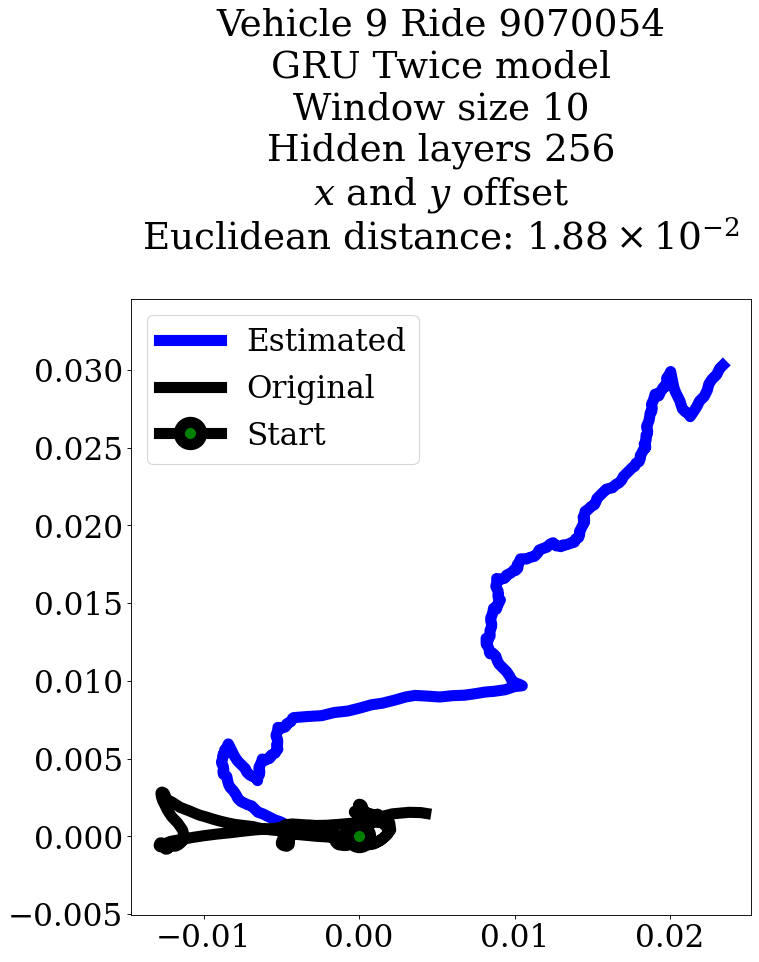 Vehicle 9 Ride 9070054
GRU Twice model
Window size 10
Hidden layers 256
x and y offset
Euclidean distance: 1.88 × 10⁻²
Estimated
Original
Start
0.030
0.025
0.020
0.015
0.010
0.005
0.000
−0.005
−0.01 0.00 0.01 0.02